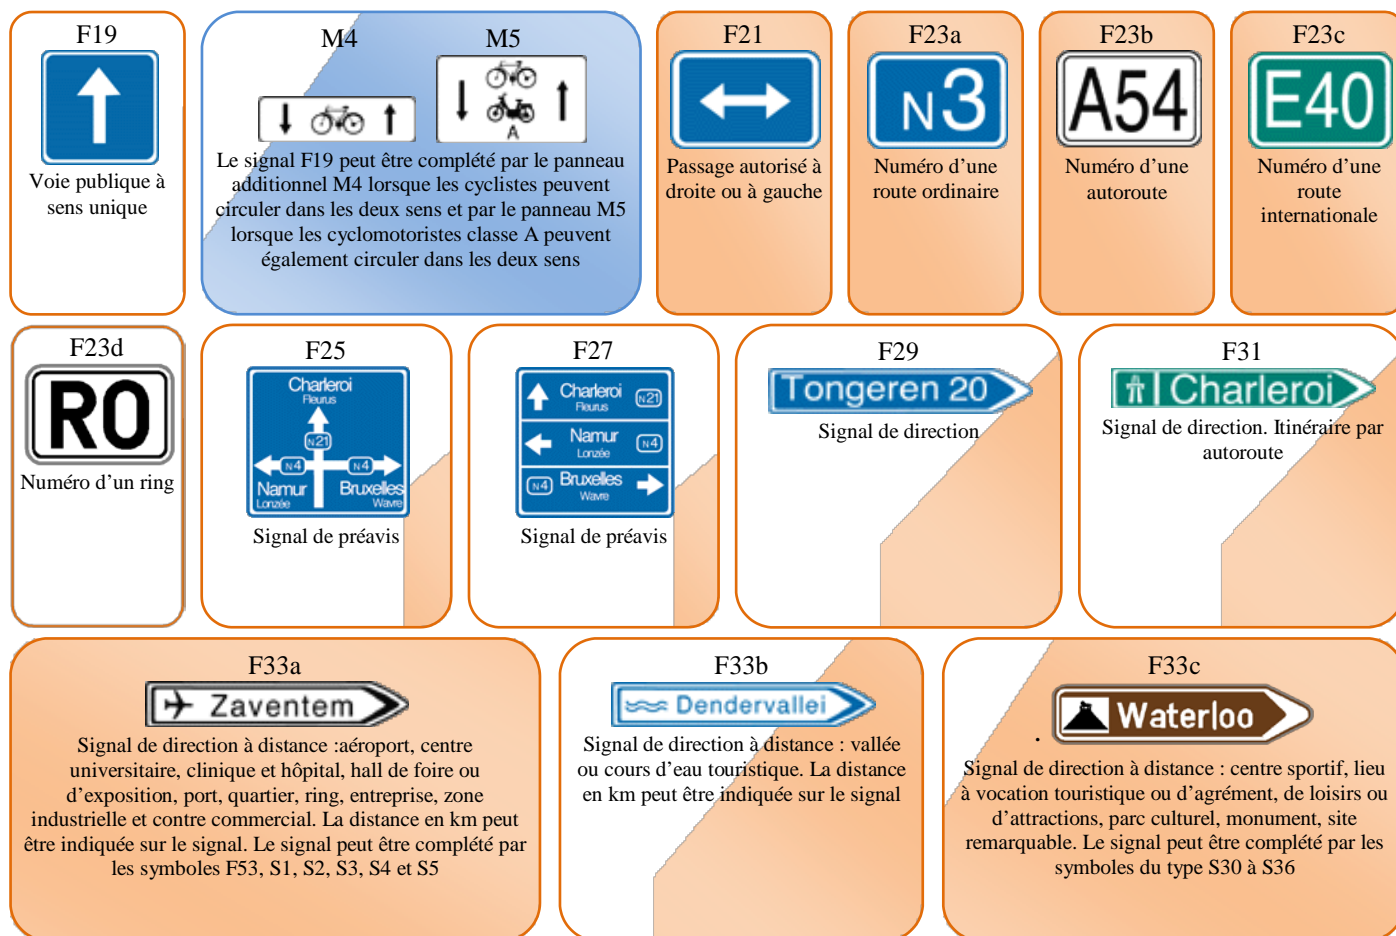 F19
Voie publique à
sens unique
M4
M5
A
Le signal F19 peut être complété par le panneau
additionnel M4 lorsque les cyclistes peuvent
circuler dans les deux sens et par le panneau M5
lorsque les cyclomotoristes classe A peuvent
également circuler dans les deux sens
F21
Passage autorisé à
droite ou à gauche
F23a
N3
Numéro d’une
route ordinaire
F23b
A54
Numéro d’une
autoroute
F23c
E40
Numéro d’une
route
internationale
F23d
R0
Numéro d’un ring
F25
Charleroi
Fleurus
N21
N4
N4
Namur
Lonzée
Bruxelles
Wavre
Signal de préavis
F27
Charleroi
Fleurus
N21
Namur
Lonzée
N4
N4
Bruxelles
Wavre
Signal de préavis
F29
Tongeren 20
Signal de direction
F31
Charleroi
Signal de direction. Itinéraire par
autoroute
F33a
Zaventem
Signal de direction à distance :aéroport, centre
universitaire, clinique et hôpital, hall de foire ou
d’exposition, port, quartier, ring, entreprise, zone
industrielle et contre commercial. La distance en km peut
être indiquée sur le signal. Le signal peut être complété par
les symboles F53, S1, S2, S3, S4 et S5
F33b
Dendervallei
Signal de direction à distance : vallée
ou cours d’eau touristique. La distance
en km peut être indiquée sur le signal
F33c
.
Waterloo
Signal de direction à distance : centre sportif, lieu
à vocation touristique ou d’agrément, de loisirs ou
d’attractions, parc culturel, monument, site
remarquable. Le signal peut être complété par les
symboles du type S30 à S36